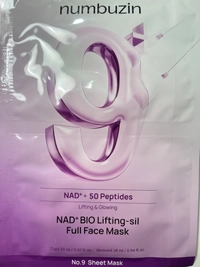 numbuzin
9
NAD⁺ + 50 Peptides
Lifting & Glowing
NAD⁺ BIO Lifting-sil
Full Face Mask
No.9 Sheet Mask